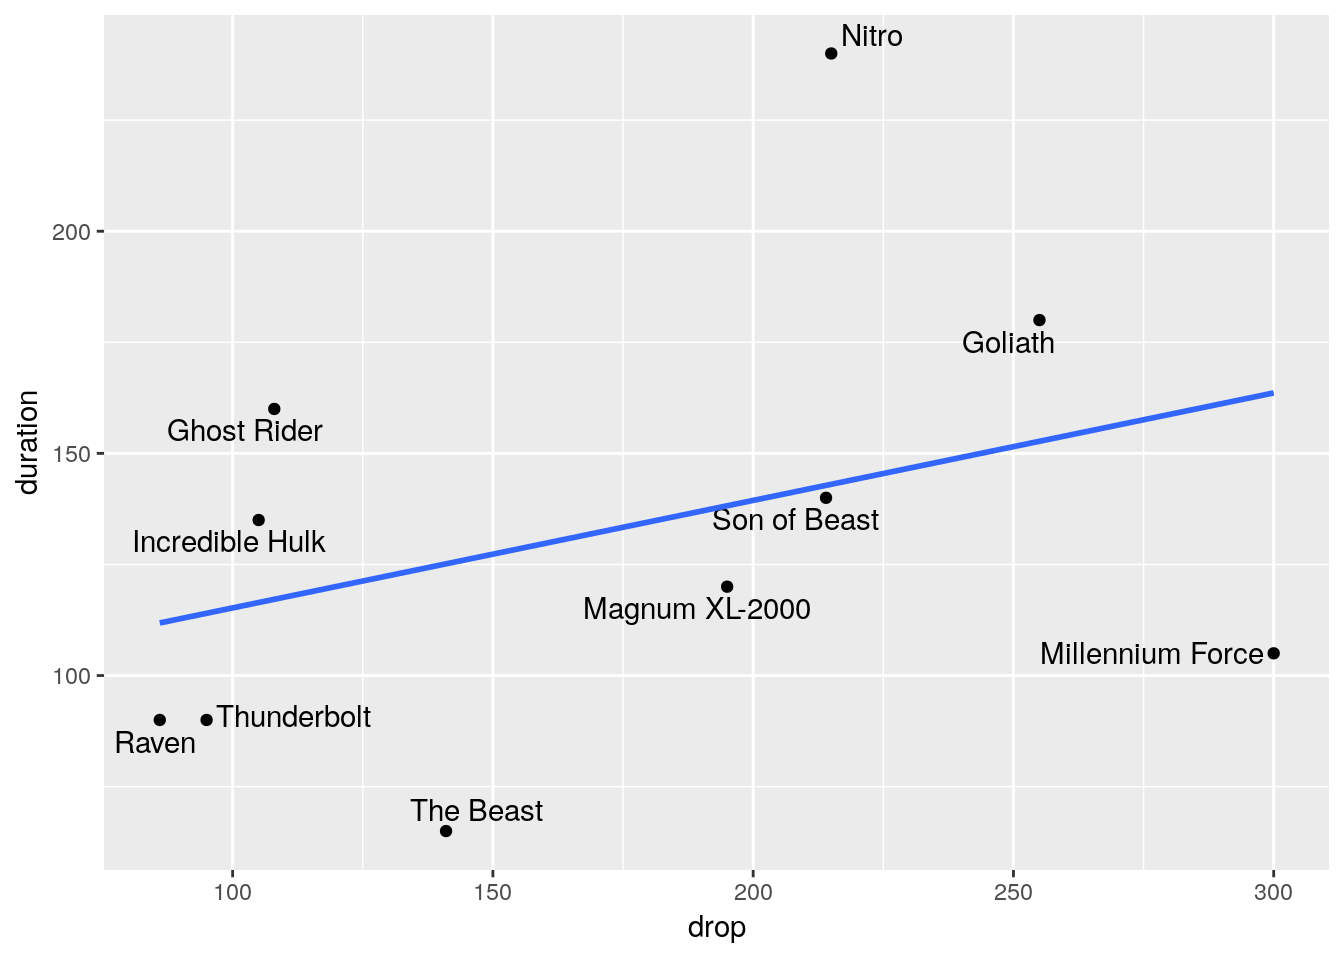 Nitro
200
Goliath
Ghost Rider
150
Son of Beast
Incredible Hulk
Magnum XL-2000
Millennium Force
100
Thunderbolt
Raven
The Beast
duration
100 150 200 250 300
drop